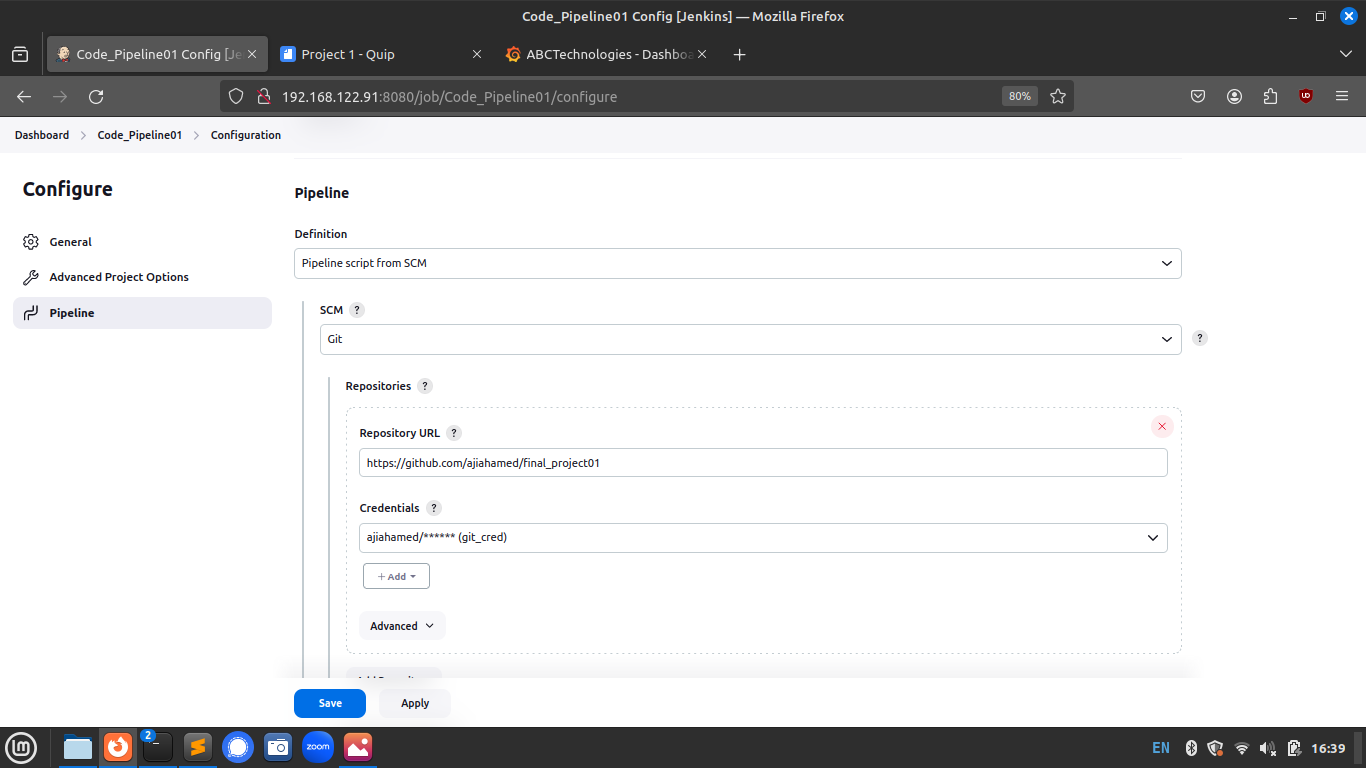 Code_Pipeline01 Config [Jenkins] — Mozilla Firefox
Code_Pipeline01 Config [Je
Project 1 - Quip
ABCTechnologies - Dashbo
192.168.122.91:8080/job/Code_Pipeline01/configure
80%
Dashboard
Code_Pipeline01
Configuration
Configure
General
Advanced Project Options
Pipeline
Pipeline
Definition
Pipeline script from SCM
SCM ?
Git
?
Repositories ?
Repository URL ?
https://github.com/ajiahamed/final_project01
Credentials ?
ajiahamed/****** (git_cred)
+ Add
Advanced
Save
Apply
2
zoom
EN
16:39